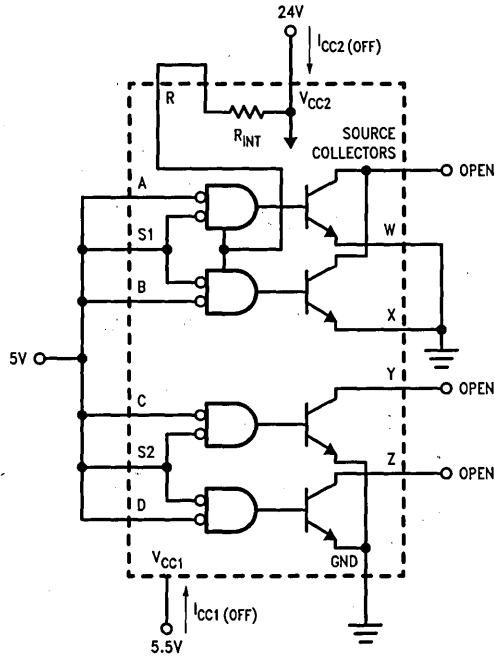 24V
ICC2 (OFF)
R
VCC2
RINT
SOURCE
COLLECTORS
OPEN
A
W
S1
B
X
5V
Y
OPEN
C
S2
Z
OPEN
D
GND
VCC1
ICC1 (OFF)
5.5V